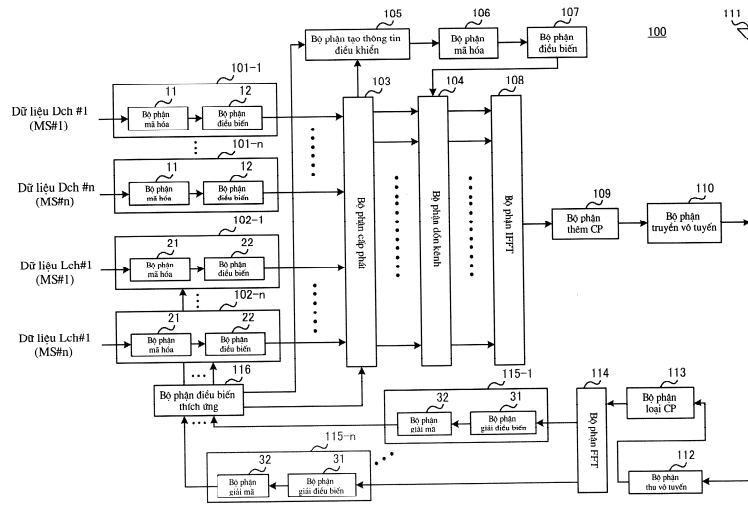 105
Bộ phận tạo thông tin
điều khiển
106
Bộ phận
mã hóa
107
Bộ phận
điều biến
100
111
101-1
Dữ liệu Dch #1
(MS#1)
11
Bộ phận
mã hóa
12
Bộ phận
điều biến
101-n
Dữ liệu Dch #n
(MS#n)
11
Bộ phận
mã hóa
12
Bộ phận
điều biến
102-1
Dữ liệu Lch#1
(MS#1)
21
Bộ phận
mã hóa
22
Bộ phận
điều biến
102-n
Dữ liệu Lch#1
(MS#n)
21
Bộ phận
mã hóa
22
Bộ phận
điều biến
103
Bộ phận cấp phát
104
Bộ phận dồn kênh
108
Bộ phận IFFT
109
Bộ phận
thêm CP
110
Bộ phận
truyền vô tuyến
116
Bộ phận điều biến
thích ứng
115-1
32
Bộ phận
giải mã
31
Bộ phận
giải điều biến
114
Bộ phận FFT
113
Bộ phận
loại CP
115-n
32
Bộ phận
giải mã
31
Bộ phận
giải điều biến
112
Bộ phận
thu vô tuyến